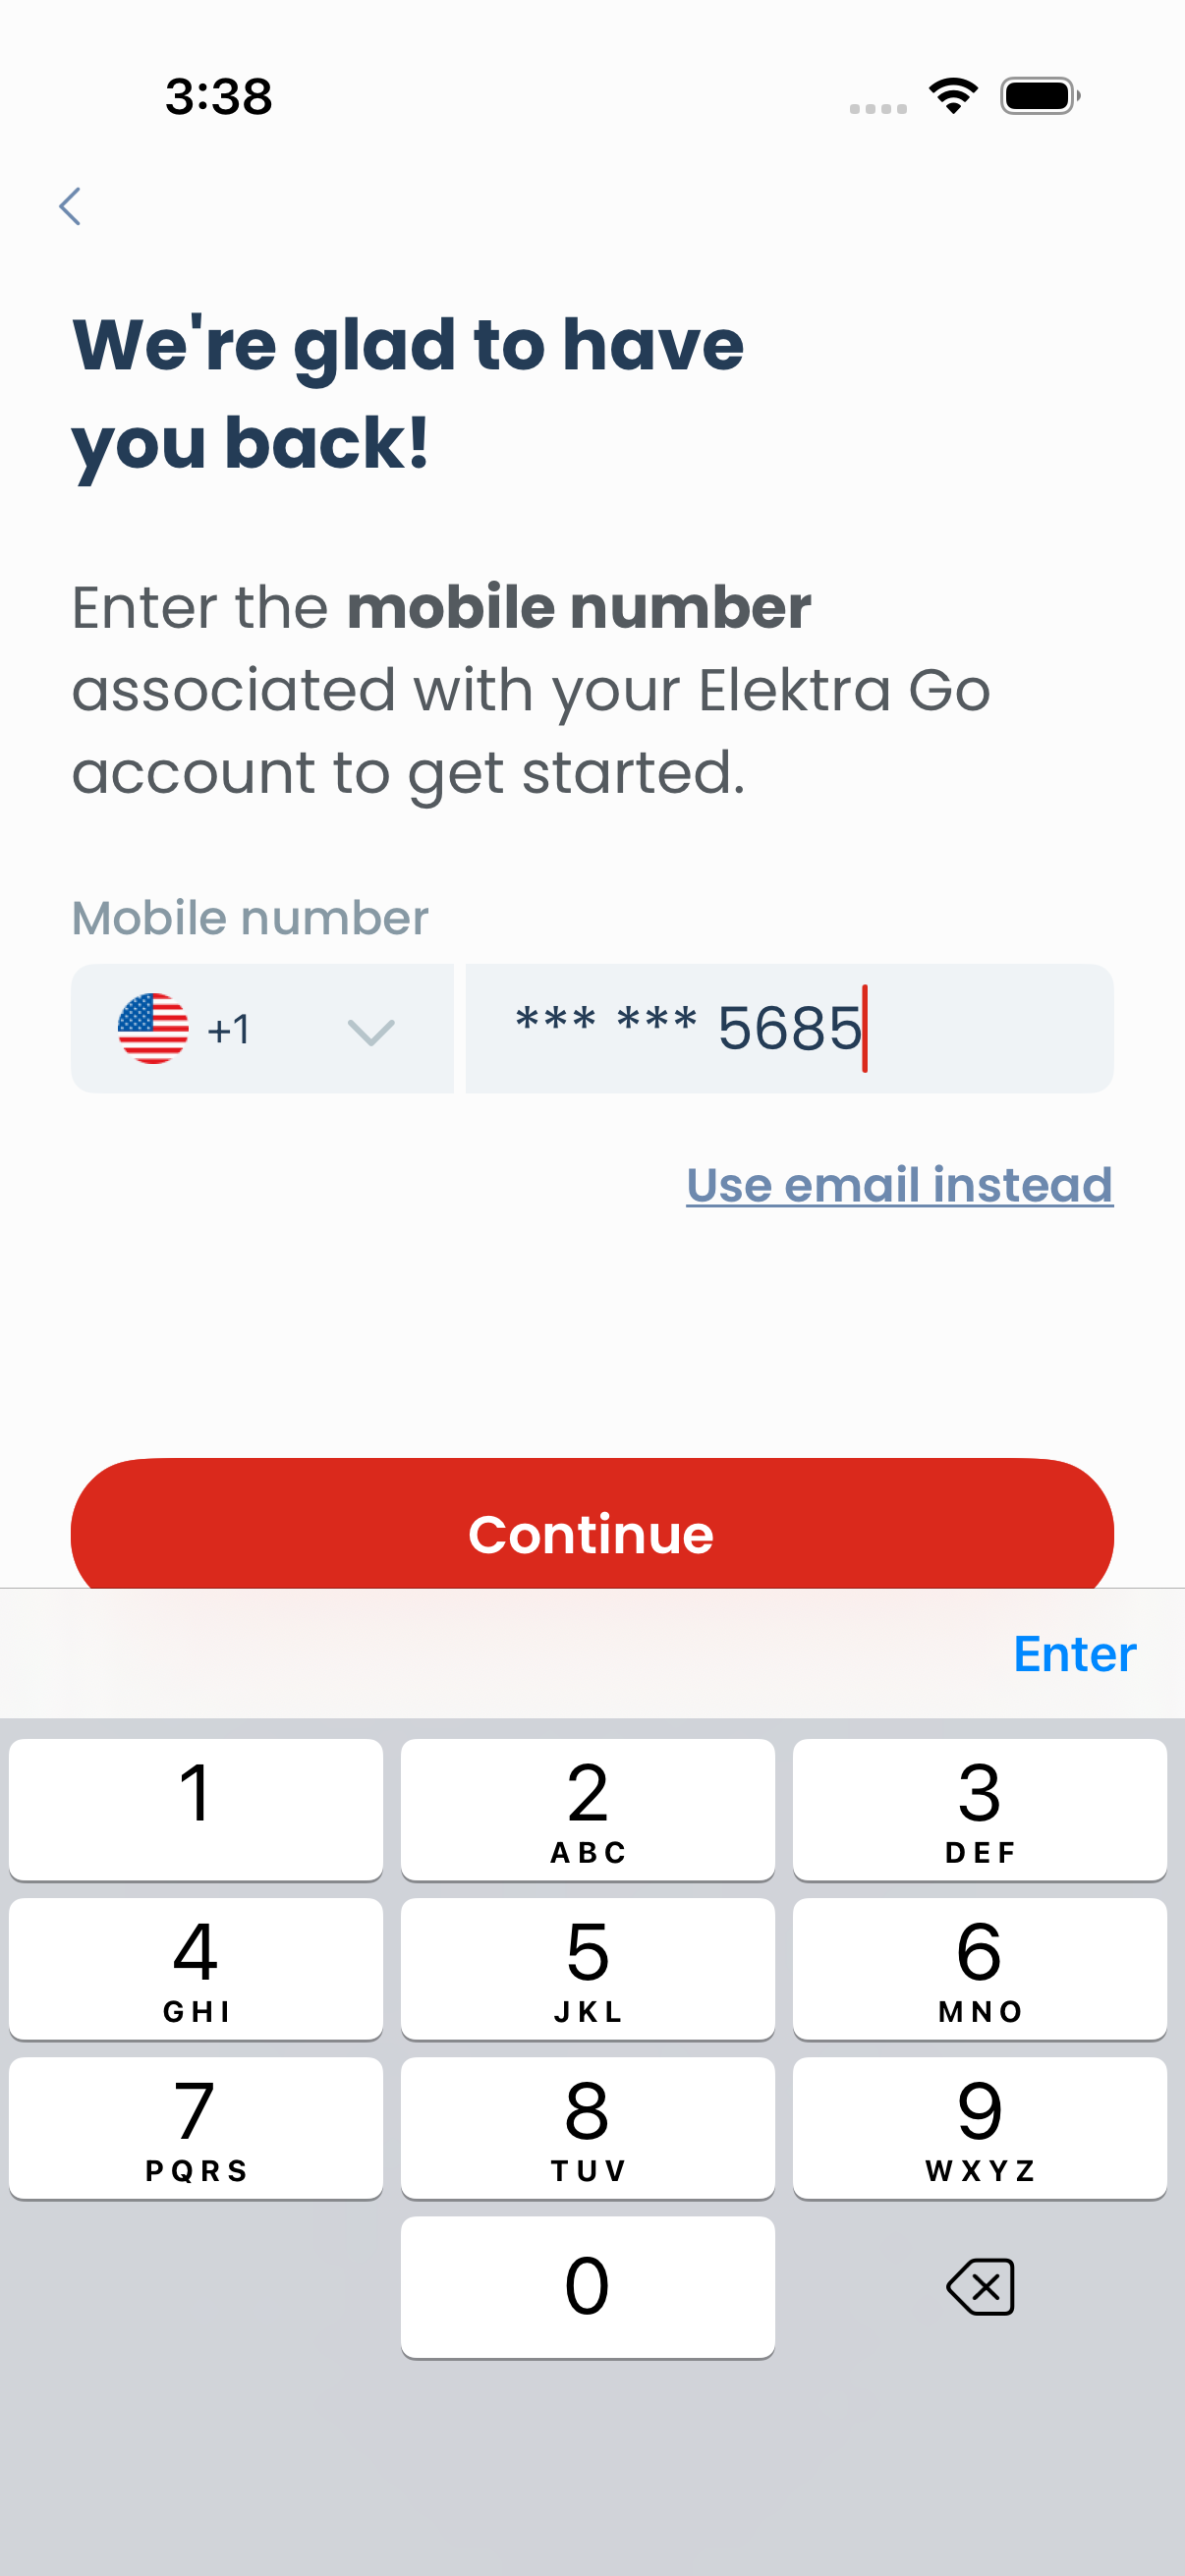 3:38
We're glad to have
you back!
Enter the mobile number
associated with your Elektra Go
account to get started.
Mobile number
+1
*** *** 5685
Use email instead
Continue
Enter
1
2
ABC
3
DEF
4
GHI
5
JKL
6
MNO
7
PQRS
8
TUV
9
WXYZ
0